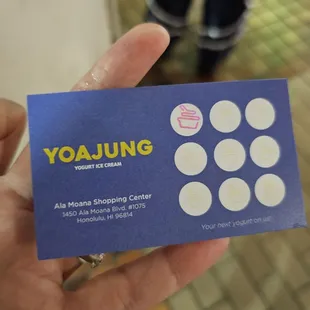 YOAJUNG
YOGURT ICE CREAM
Ala Moana Shopping Center
1450 Ala Moana Blvd. #1075
Honolulu, HI 96814
Your next yogurt on us!